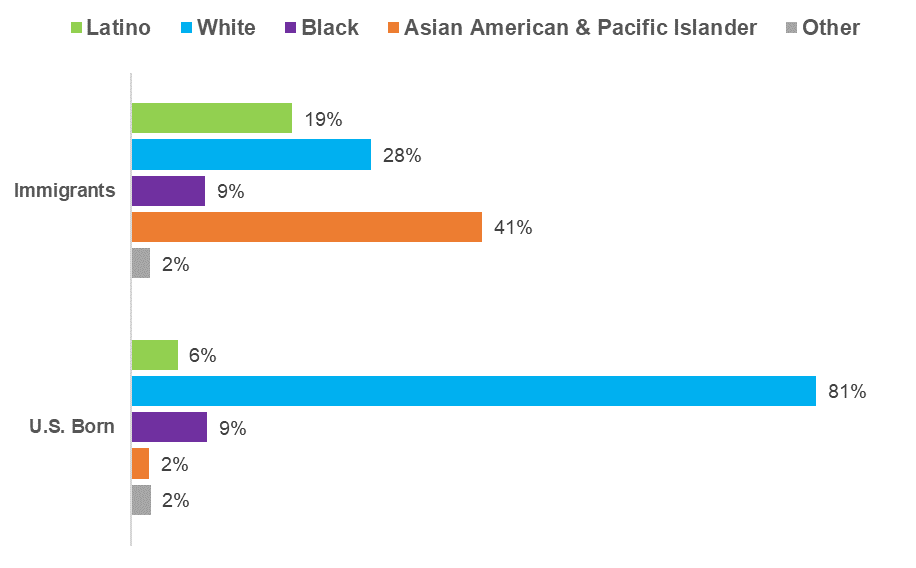 Latino White Black Asian American & Pacific Islander Other
19%
28%
Immigrants 9%
41%
2%
6%
81%
U.S. Born 9%
2%
2%